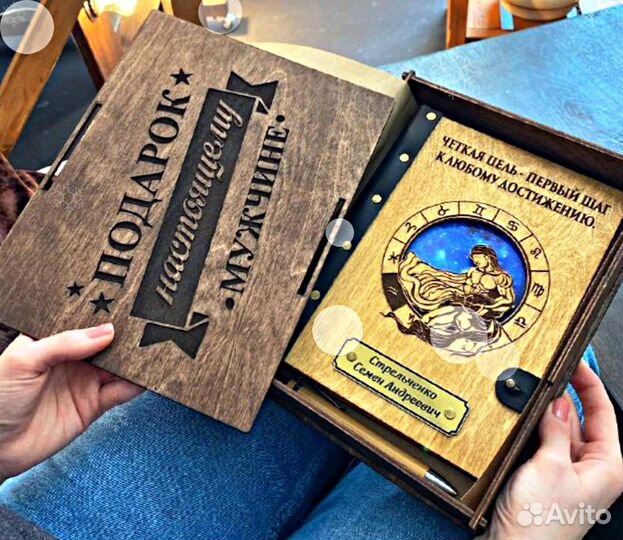 ПОДАРОК
настоящему
МУЖЧИНЕ
ЧЕТКАЯ ЦЕЛЬ - ПЕРВЫЙ ШАГ
К ЛЮБОМУ ДОСТИЖЕНИЮ.
Стрельченко
Семен Андреевич
Avito